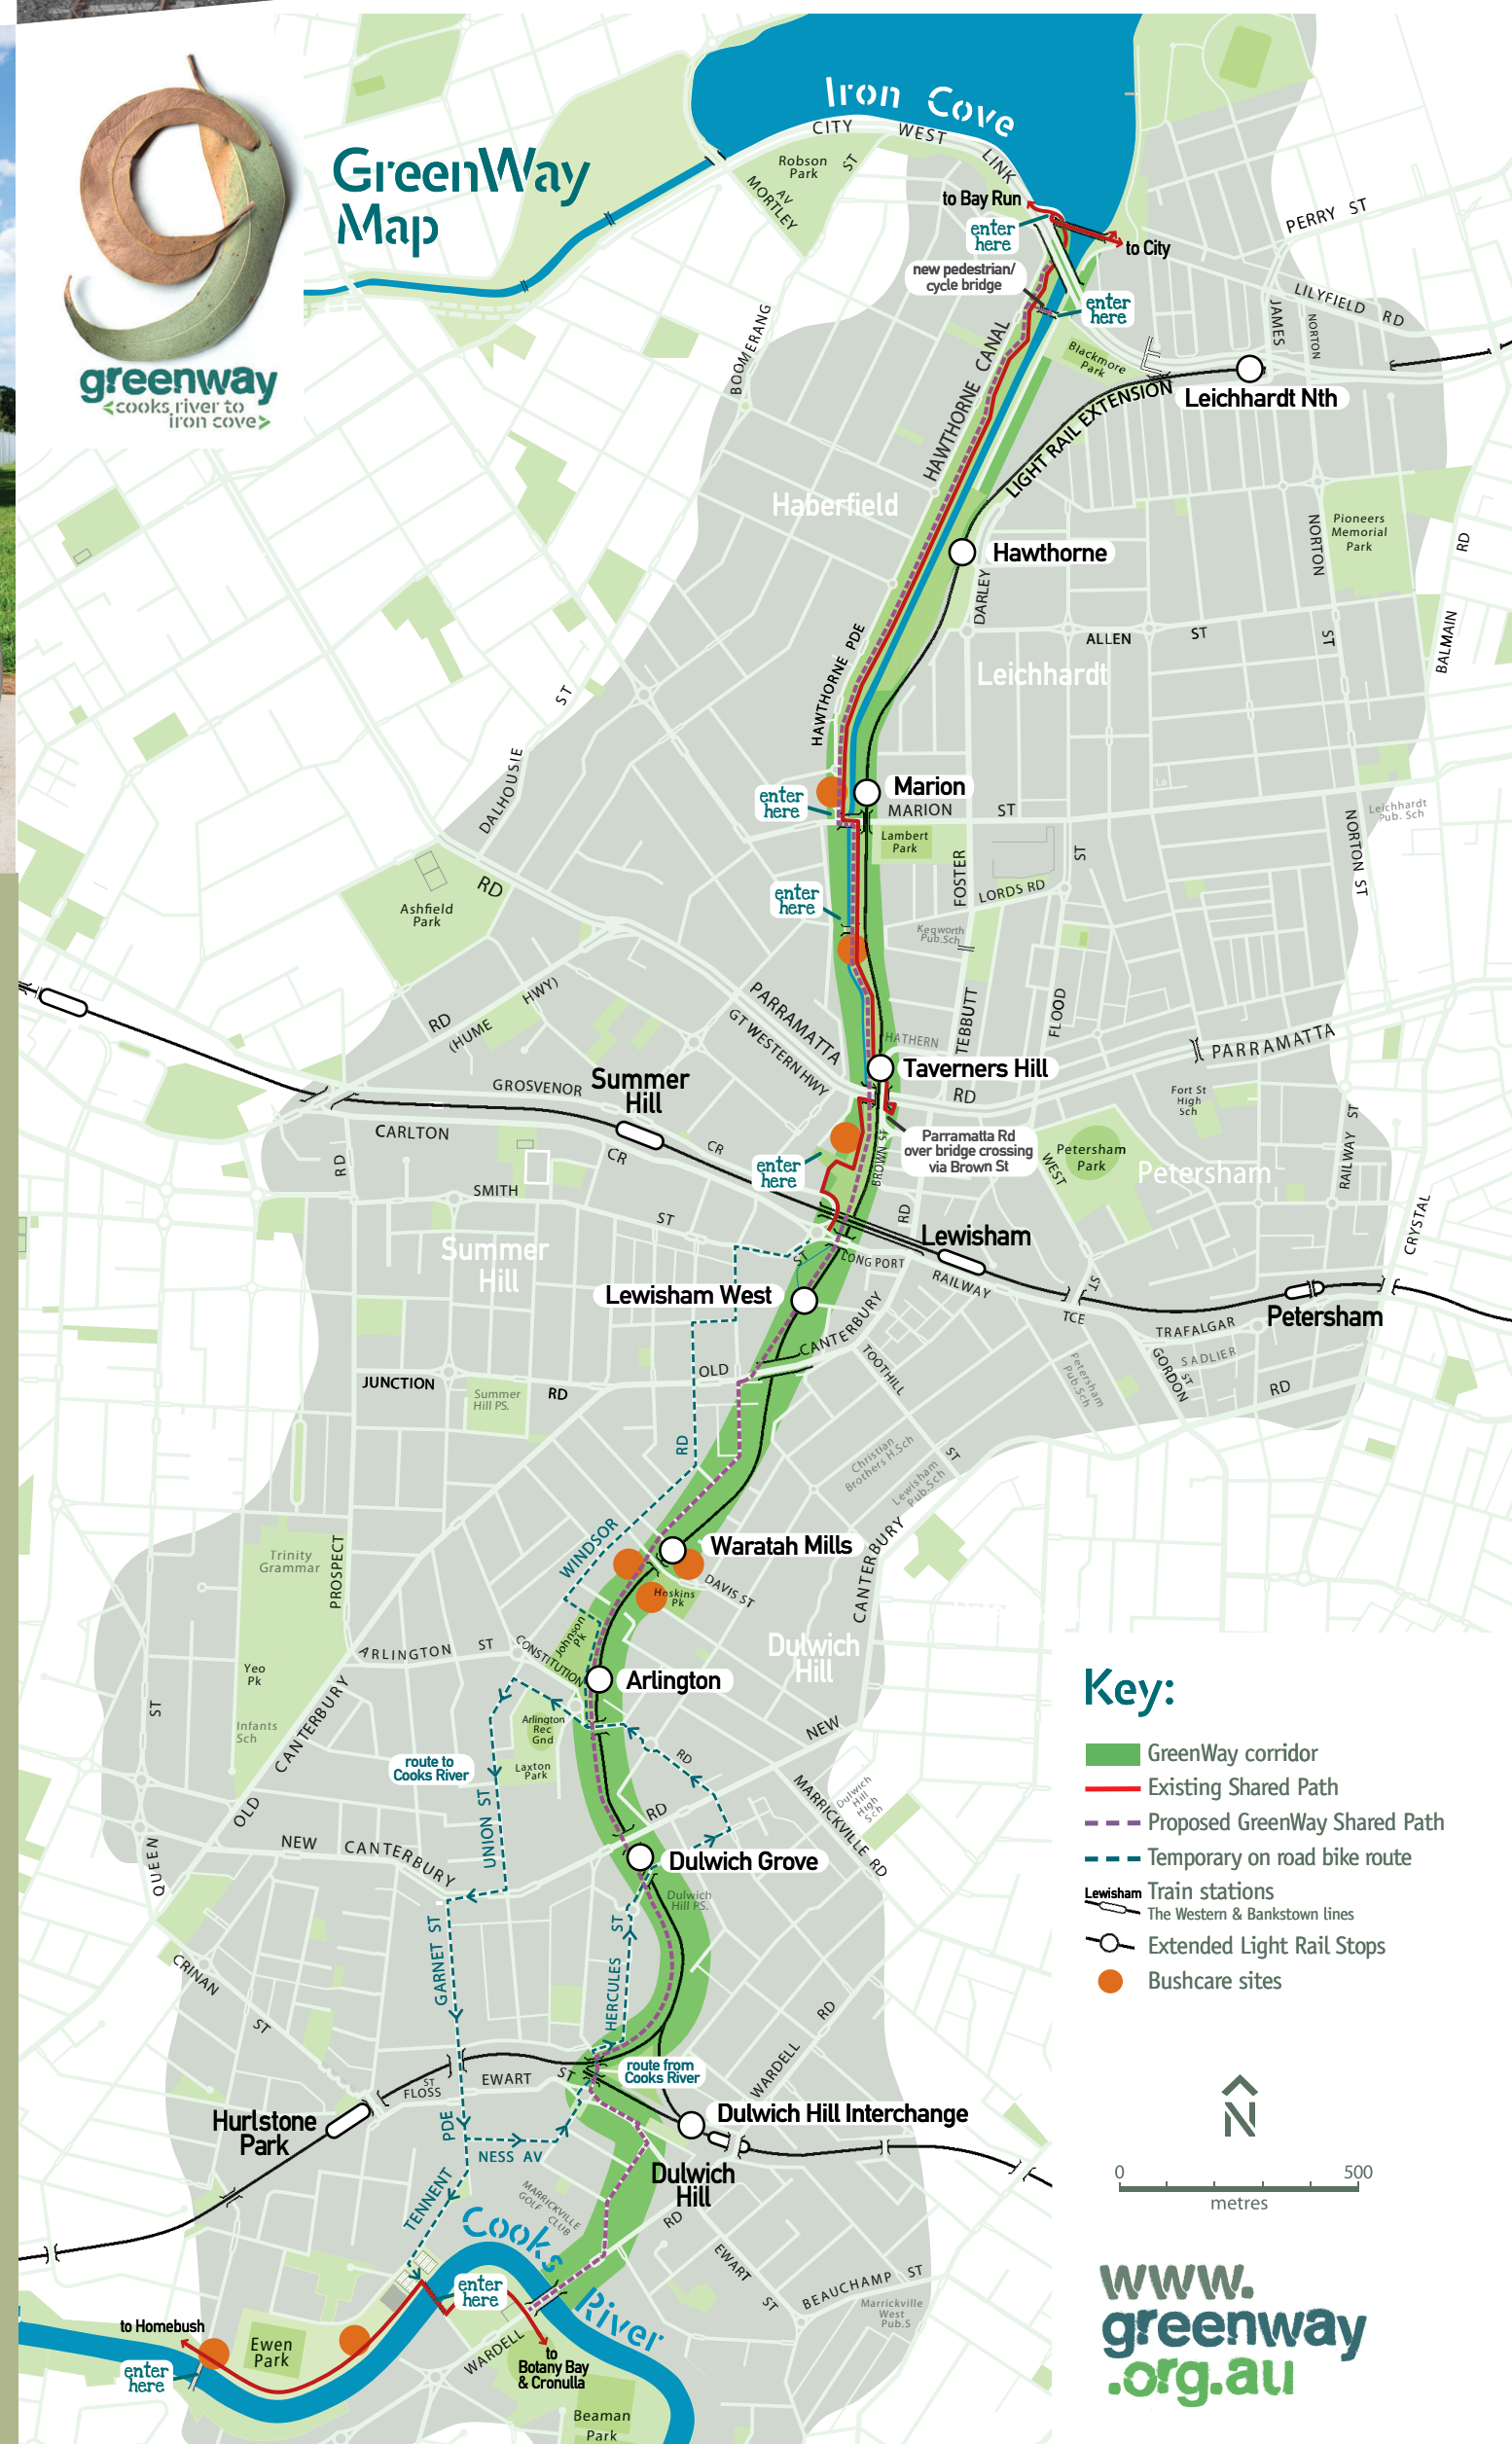 greenway
<cooks river to
iron cove>
GreenWay
Map
Iron Cove
CITY WEST LINK
Robson
Park
ST
MORTLEY
AV
to Bay Run
enter
here
to City
new pedestrian/
cycle bridge
enter
here
PERRY ST
LILYFIELD RD
JAMES
NORTON
Blackmore
Park
BOOMERANG
HAWTHORNE CANAL
Leichhardt Nth
LIGHT RAIL EXTENSION
Haberfield
Hawthorne
NORTON
ST
Pioneers
Memorial
Park
RD
BALMAIN
DARLEY
ALLEN ST
Leichhardt
HAWTHORNE PDE
ST
DALHOUSIE
Marion
MARION ST
enter
here
Lambert
Park
La
Leichhardt
Pub. Sch
NORTON ST
FOSTER
ST
LORDS RD
enter
here
Kegworth
Pub.Sch
RD
Ashfield
Park
RD
(HUME HWY)
PARRAMATTA
GT WESTERN HWY
TEBBUTT
FLOOD
HATHERN
PARRAMATTA
Taverners Hill
RD
Fort St
High
Sch
GROSVENOR
Summer
Hill
CARLTON
CR
CR
RD
Parramatta Rd
over bridge crossing
via Brown St
BROWN ST
enter
here
Petersham
Park
WEST
Petersham
RAILWAY ST
CRYSTAL
SMITH
ST
RD
Lewisham
Summer
Hill
ST
LONG PORT
RAILWAY
ST
TCE
Lewisham West
Petersham
TRAFALGAR
SADLIER
GORDON
ST
RD
CANTERBURY
OLD
TOOTHILL
Petersham
Pub.Sch
JUNCTION RD
Summer
Hill PS.
RD
Christian
Brothers H.Sch
Lewisham
Pub.Sch
ST
WINDSOR
Waratah Mills
CANTERBURY
Trinity
Grammar
PROSPECT
DAVIS ST
Hoskins
Pk
Johnson
Pk
CONSTITUTION
ARLINGTON ST
Dulwich
Hill
Arlington
Yeo
Pk
ST
Infants
Sch
OLD CANTERBURY
Arlington
Rec
Gnd
Laxton
Park
NEW
RD
route to
Cooks River
UNION ST
RD
MARRICKVILLE RD
Dulwich
Hill
High
Sch
NEW CANTERBURY
QUEEN
Dulwich Grove
Dulwich
Hill PS.
GARNET ST
HERCULES ST
CRINAN
ST
route from
Cooks River
WARDELL RD
EWART ST
ST
FLOSS
Hurlstone
Park
PDE
NESS AV
Dulwich Hill Interchange
Dulwich
Hill
TENNENT
MARRICKVILLE
GOLF
CLUB
RD
Cooks River
EWART
ST
BEAUCHAMP ST
Marrickville
West
Pub.S
enter
here
to Homebush
Ewen
Park
enter
here
WARDELL
to
Botany Bay
& Cronulla
Beaman
Park
Key:
GreenWay corridor
Existing Shared Path
Proposed GreenWay Shared Path
Temporary on road bike route
Lewisham
Train stations
The Western & Bankstown lines
Extended Light Rail Stops
Bushcare sites
N
0 500
metres
www.
greenway
.org.au